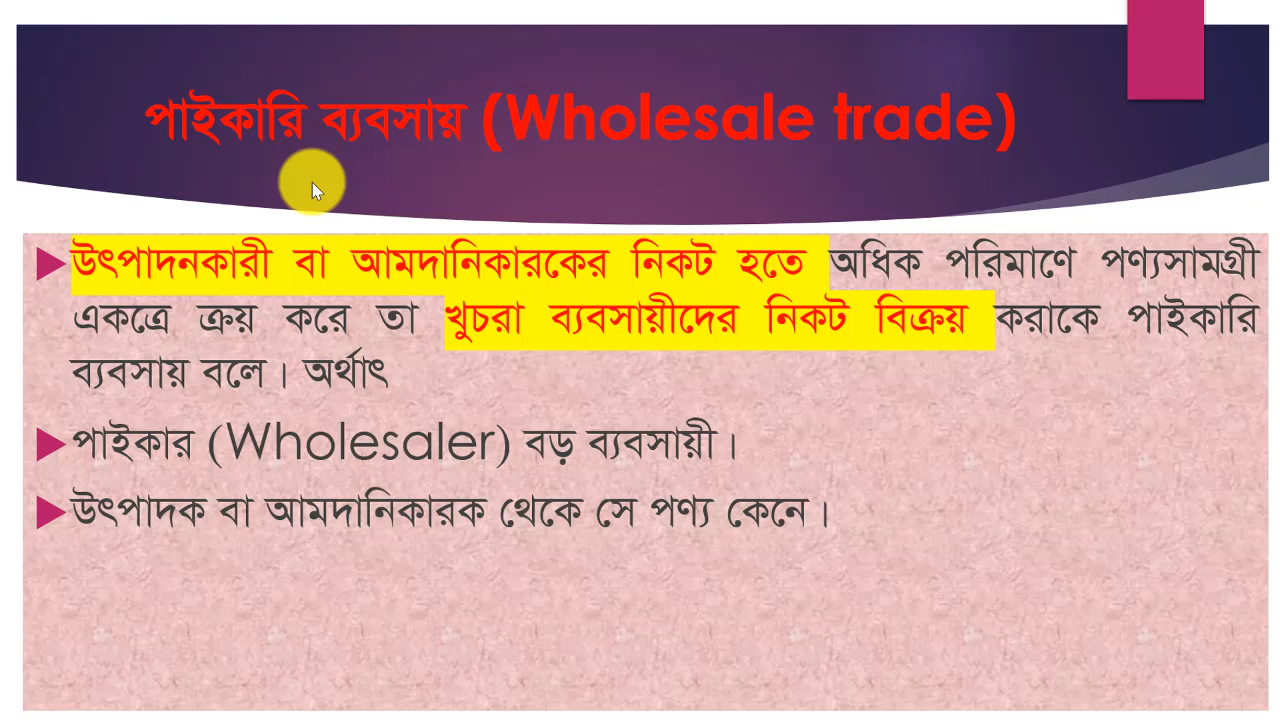 পাইকারি ব্যবসায় (Wholesale trade)
উৎপাদনকারী বা আমদানিকারকের নিকট হতে অধিক পরিমাণে পণ্যসামগ্রী
একত্রে ক্রয় করে তা খুচরা ব্যবসায়ীদের নিকট বিক্রয় করাকে পাইকারি
ব্যবসায় বলে। অর্থাৎ
পাইকার (Wholesaler) বড় ব্যবসায়ী।
উৎপাদক বা আমদানিকারক থেকে সে পণ্য কেনে।